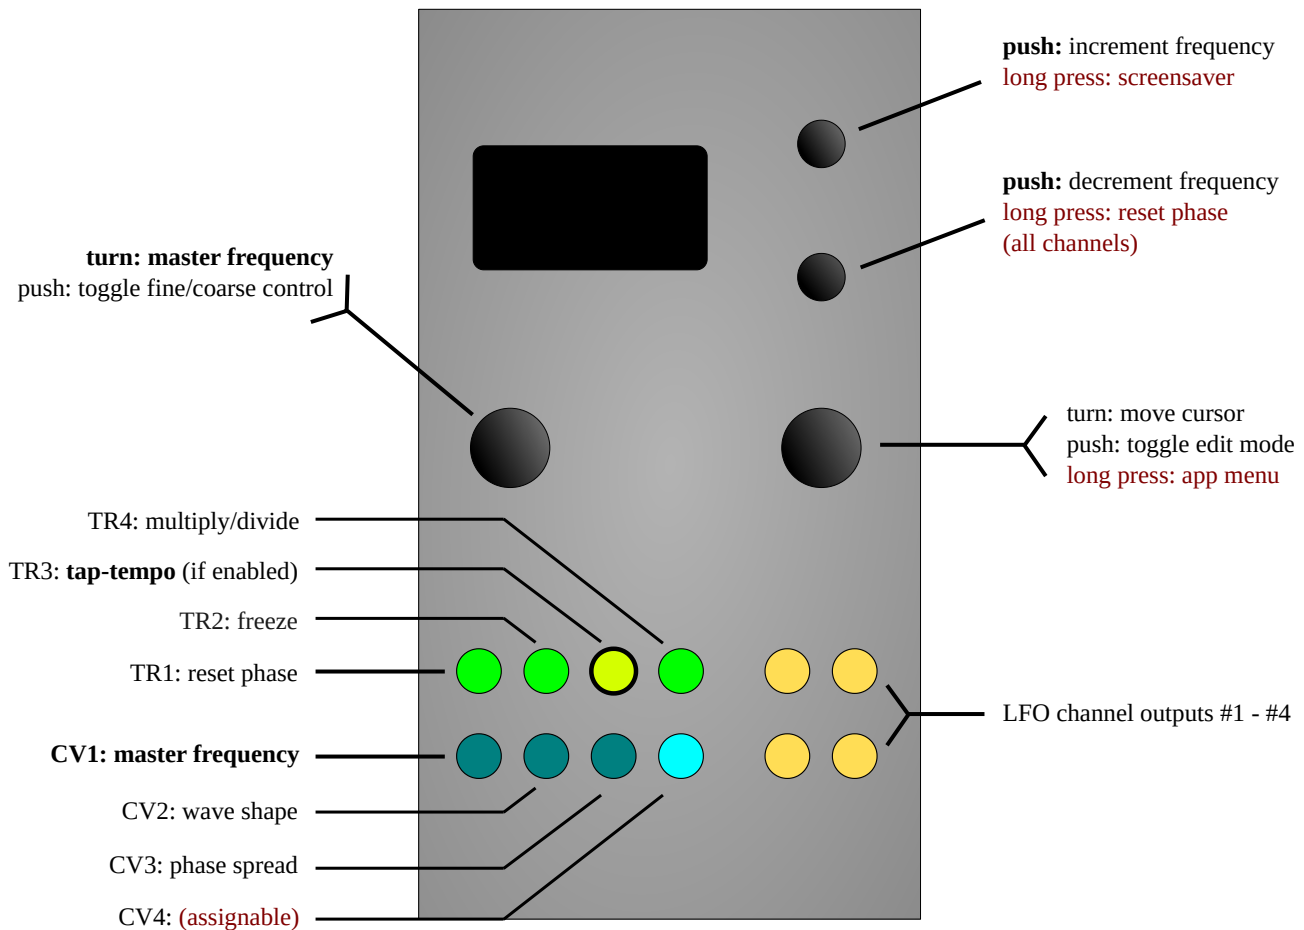 push: increment frequency
long press: screensaver
push: decrement frequency
long press: reset phase
(all channels)
turn: master frequency
push: toggle fine/coarse control
turn: move cursor
push: toggle edit mode
long press: app menu
TR4: multiply/divide
TR3: tap-tempo (if enabled)
TR2: freeze
TR1: reset phase
LFO channel outputs #1 - #4
CV1: master frequency
CV2: wave shape
CV3: phase spread
CV4: (assignable)